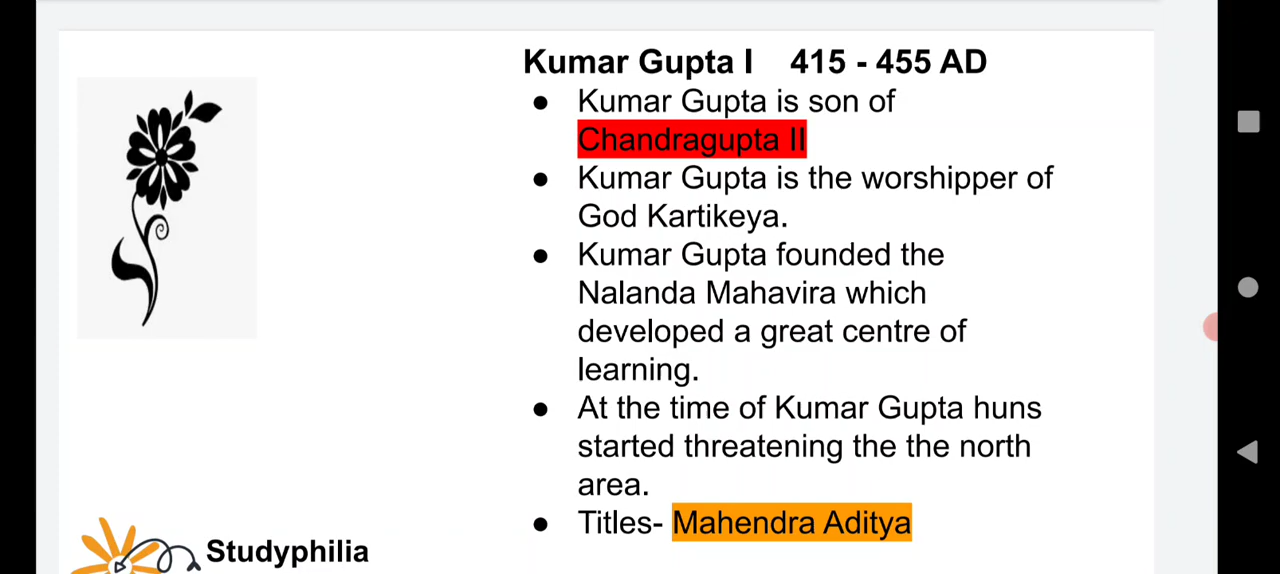 Kumar Gupta I 415 - 455 AD
● Kumar Gupta is son of
Chandragupta II
● Kumar Gupta is the worshipper of
God Kartikeya.
● Kumar Gupta founded the
Nalanda Mahavira which
developed a great centre of
learning.
● At the time of Kumar Gupta huns
started threatening the the north
area.
● Titles- Mahendra Aditya
Studyphilia